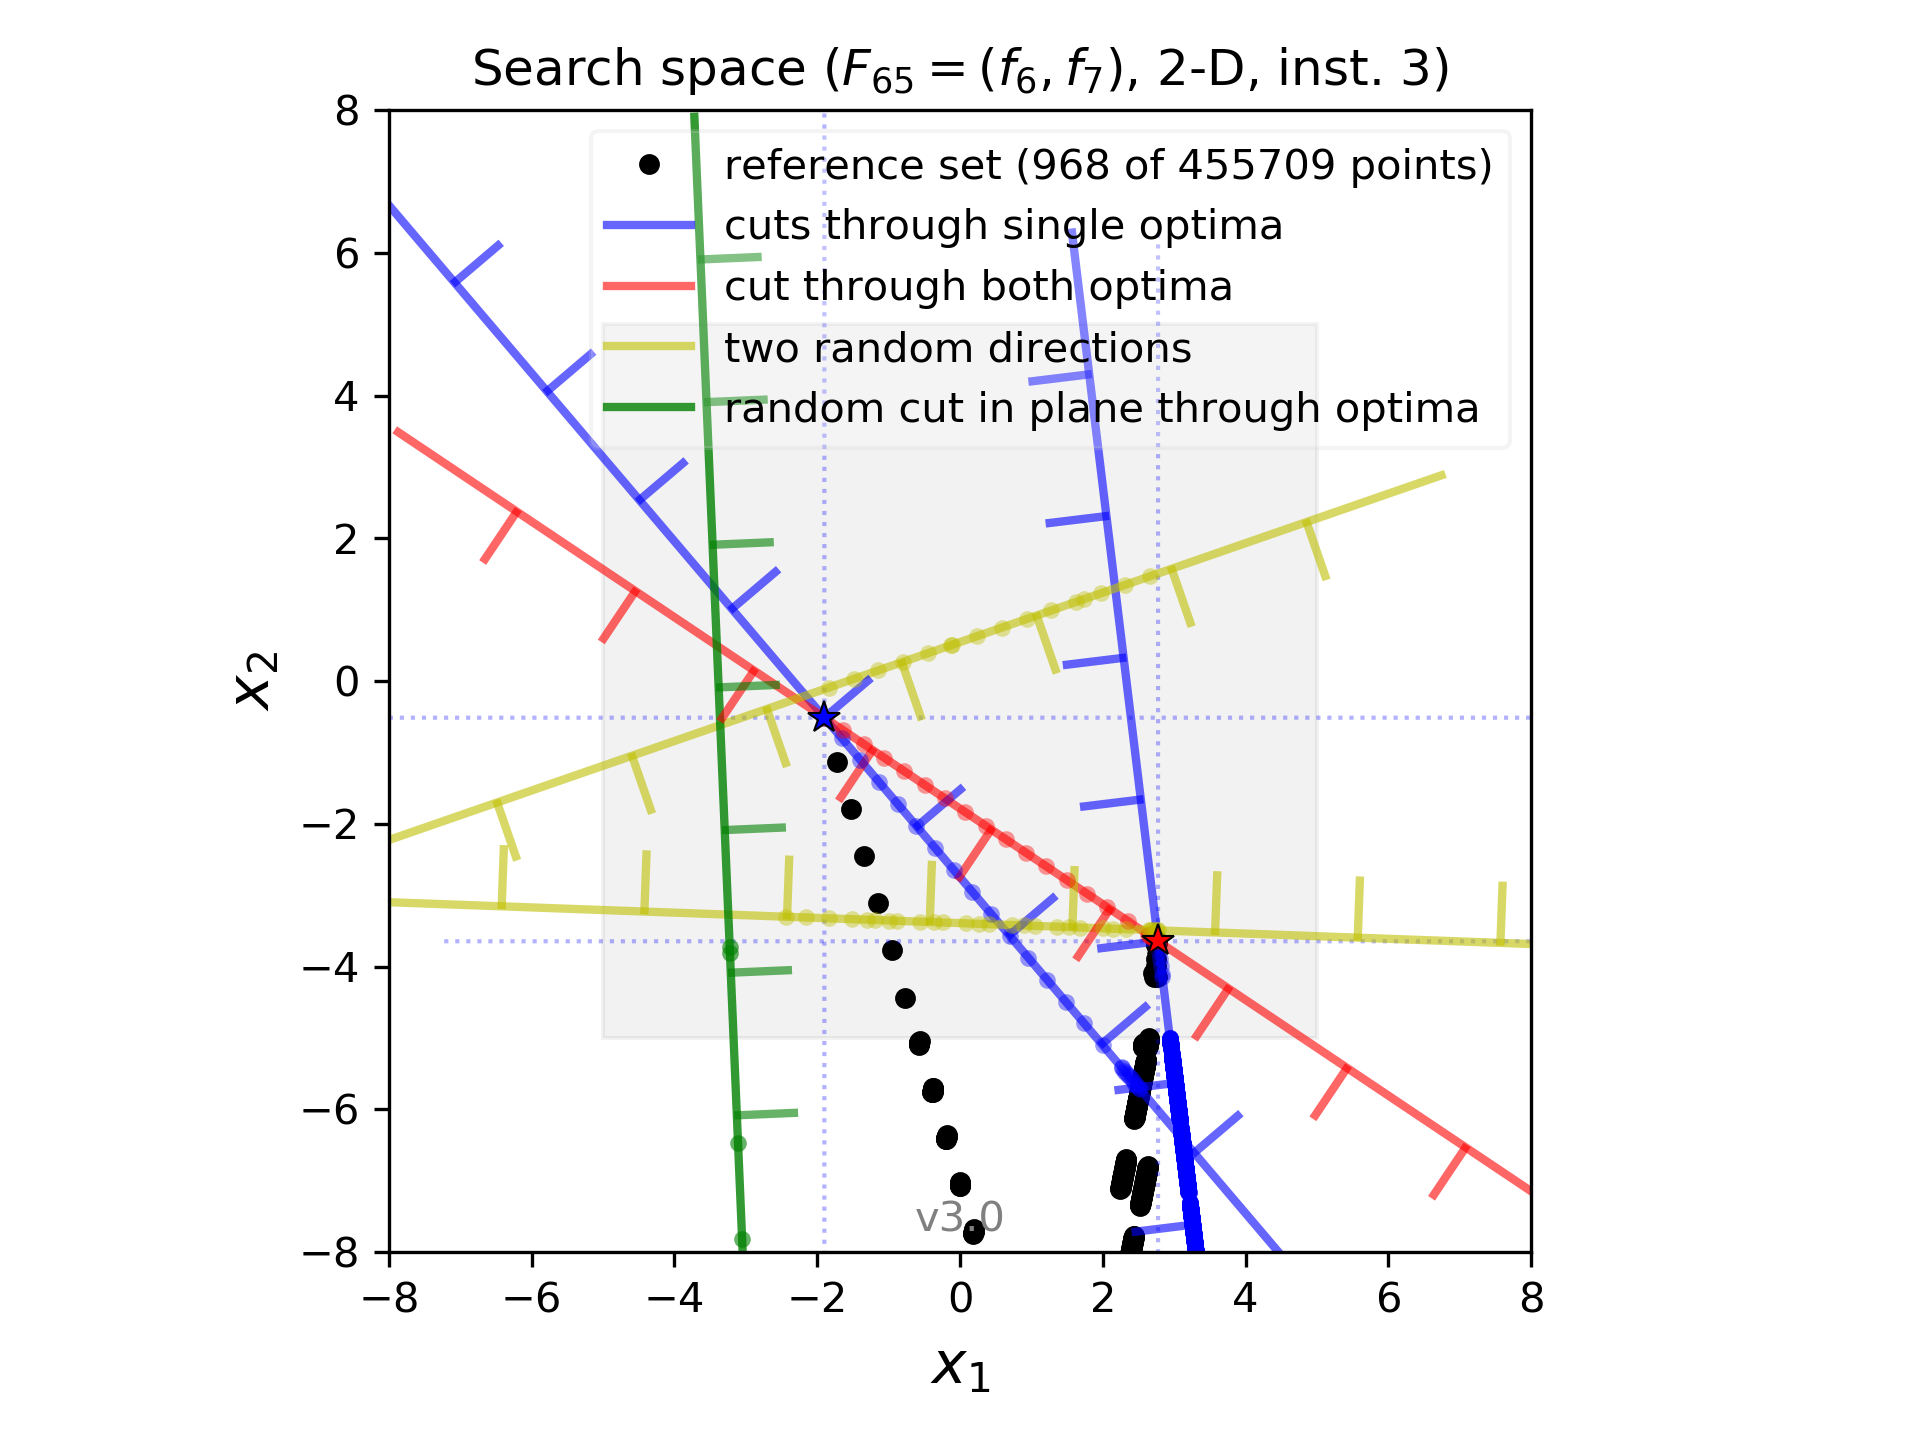 Search space (F65 = (f6, f7), 2-D, inst. 3)
8
6
4
2
0
−2
−4
−6
−8
x2
reference set (968 of 455709 points)
cuts through single optima
cut through both optima
two random directions
random cut in plane through optima
v3.0
−8 −6 −4 −2 0 2 4 6 8
x1